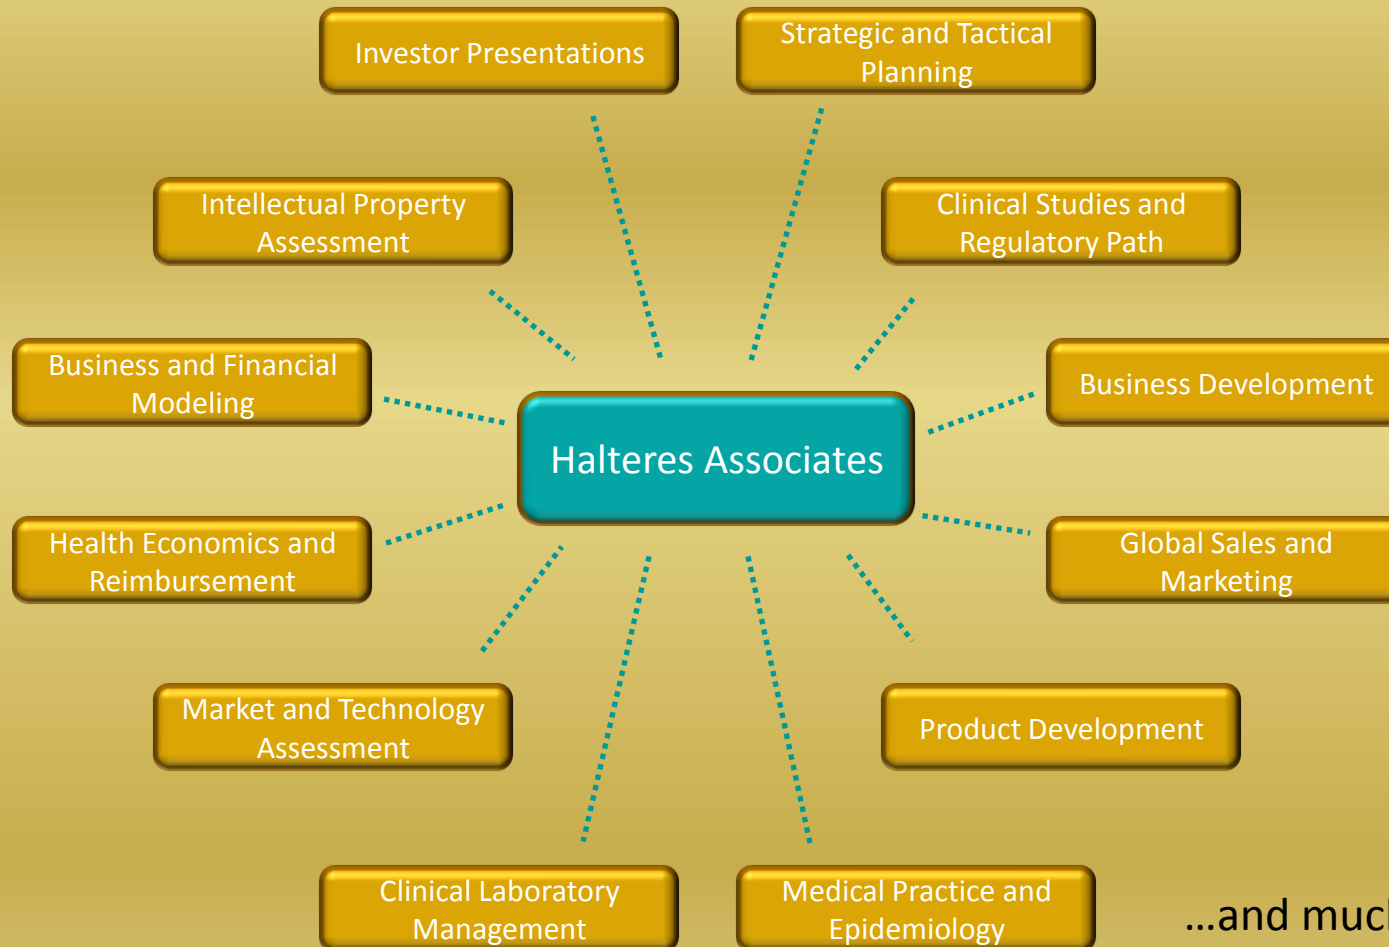 Investor Presentations
Strategic and Tactical
Planning
Intellectual Property
Assessment
Clinical Studies and
Regulatory Path
Business and Financial
Modeling
Business Development
Halteres Associates
Health Economics and
Reimbursement
Global Sales and
Marketing
Market and Technology
Assessment
Product Development
Clinical Laboratory
Management
Medical Practice and
Epidemiology
...and much